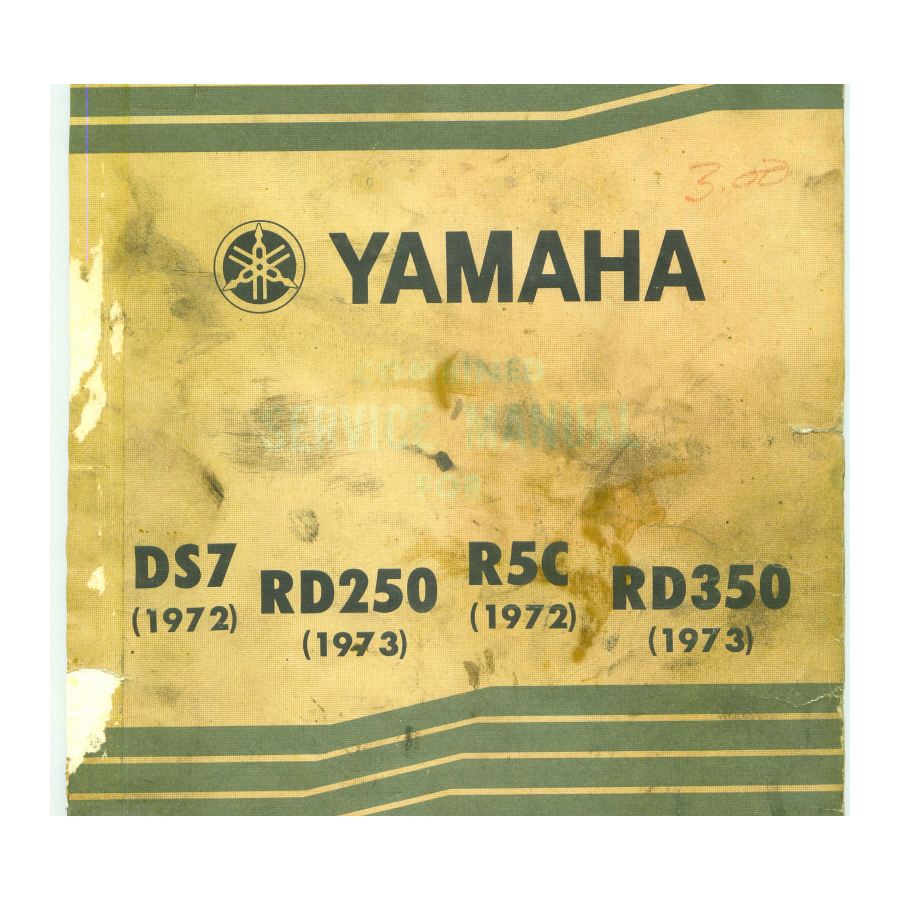 3.00
YAMAHA
SERVICE MANUAL
FOR
DS7 RD250 R5C RD350
(1972) (1973) (1972) (1973)